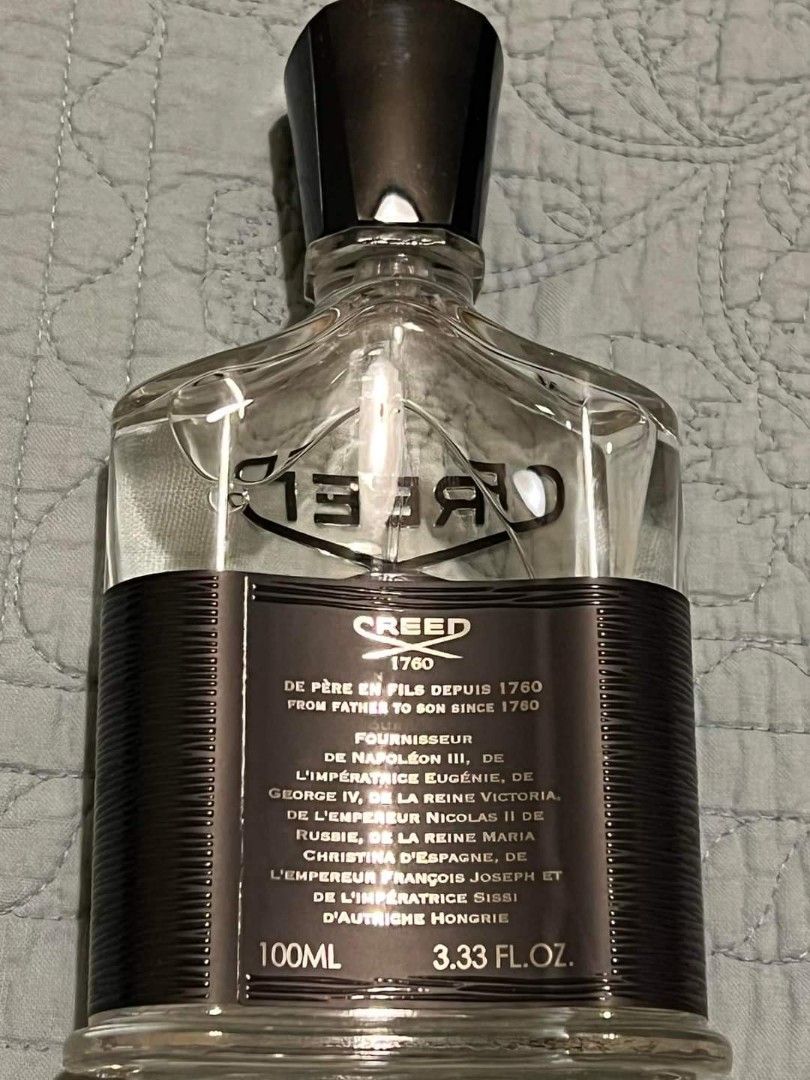 CREED
CREED
1760
DE PÈRE EN FILS DEPUIS 1760
FROM FATHER TO SON SINCE 1760
FOURNISSEUR
DE NAPOLÉON III, DE
L'IMPÉRATRICE EUGÉNIE, DE
GEORGE IV, DE LA REINE VICTORIA,
DE L'EMPEREUR NICOLAS II DE
RUSSIE, DE LA REINE MARIA
CHRISTINA D'ESPAGNE, DE
L'EMPEREUR FRANÇOIS JOSEPH ET
DE L'IMPÉRATRICE SISSI
D'AUTRICHE HONGRIE
100ML 3.33 FL.OZ.